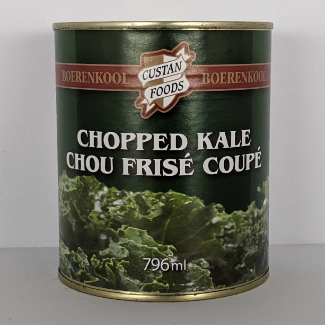 BOERENKOOL CUSTAN FOODS BOERENKOOL
CHOPPED KALE
CHOU FRISÉ COUPÉ
796ml